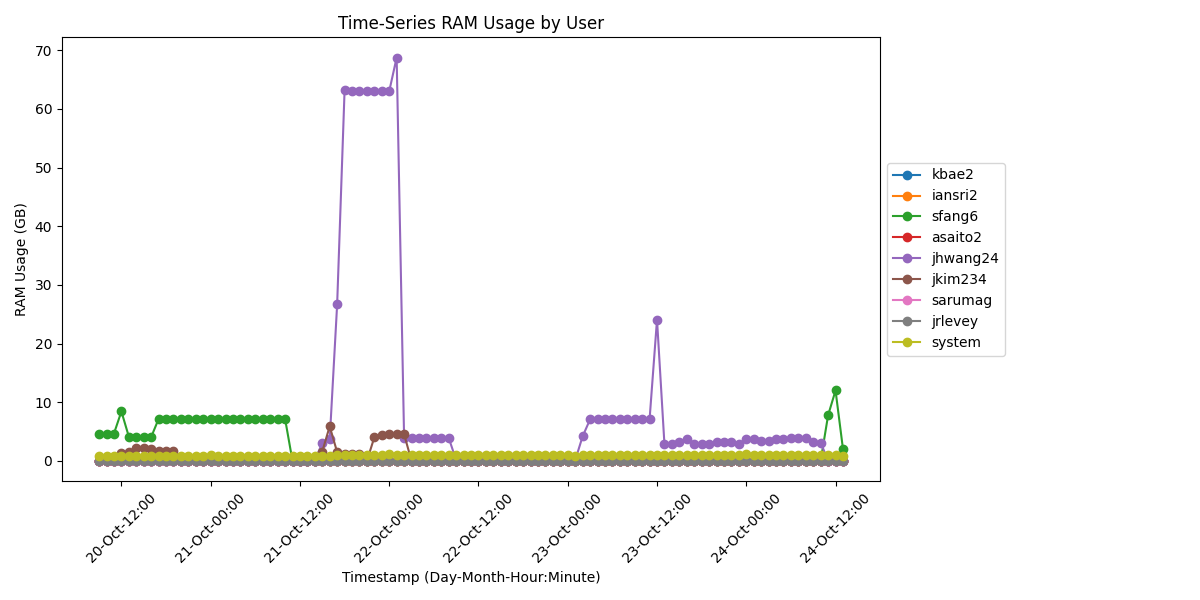 Time-Series RAM Usage by User
RAM Usage (GB)
70
60
50
40
30
20
10
0
20-Oct-12:00
21-Oct-00:00
21-Oct-12:00
22-Oct-00:00
22-Oct-12:00
23-Oct-00:00
23-Oct-12:00
24-Oct-00:00
24-Oct-12:00
Timestamp (Day-Month-Hour:Minute)
kbae2
iansri2
sfang6
asaito2
jhwang24
jkim234
sarumag
jrlevey
system